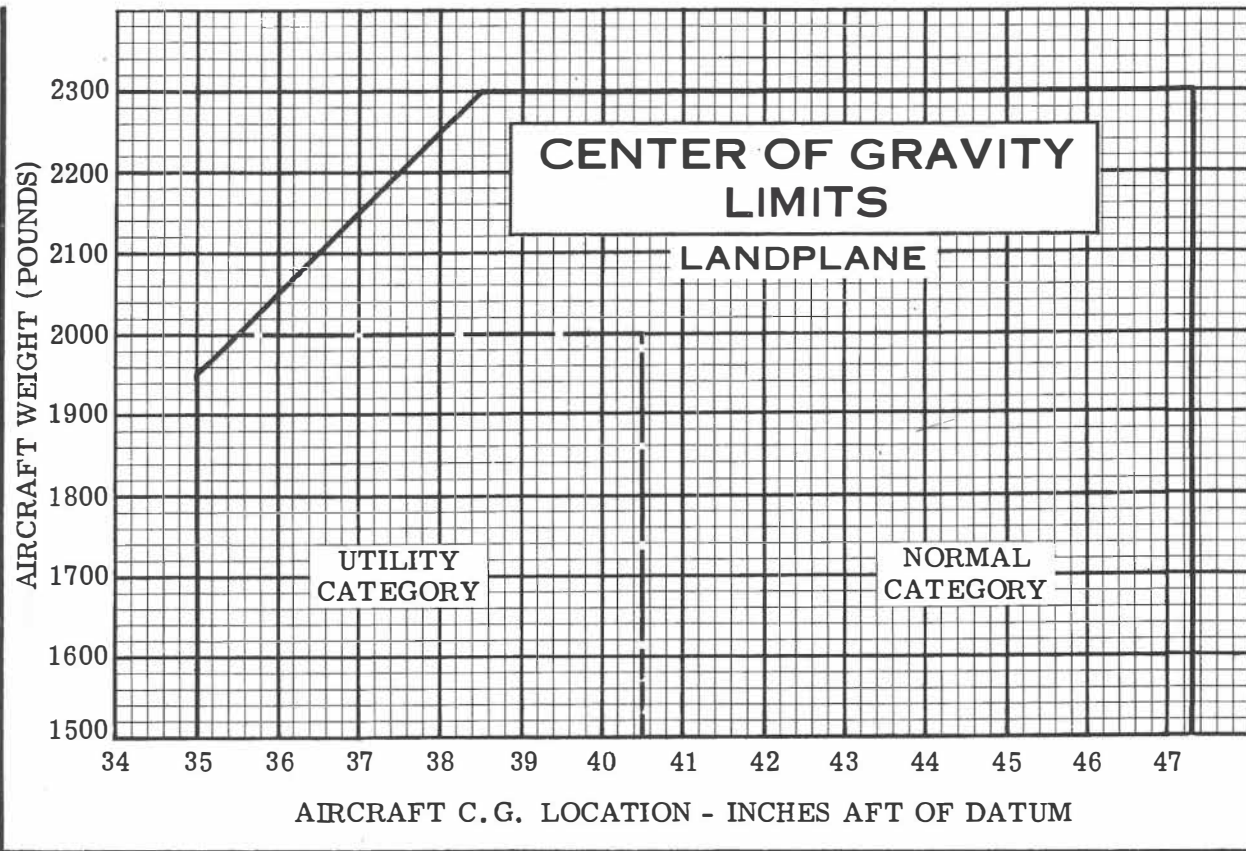 CENTER OF GRAVITY
LIMITS
LANDPLANE
AIRCRAFT WEIGHT (POUNDS)
2300
2200
2100
2000
1900
1800
1700
1600
1500
UTILITY
CATEGORY
NORMAL
CATEGORY
34 35 36 37 38 39 40 41 42 43 44 45 46 47
AIRCRAFT C.G. LOCATION - INCHES AFT OF DATUM